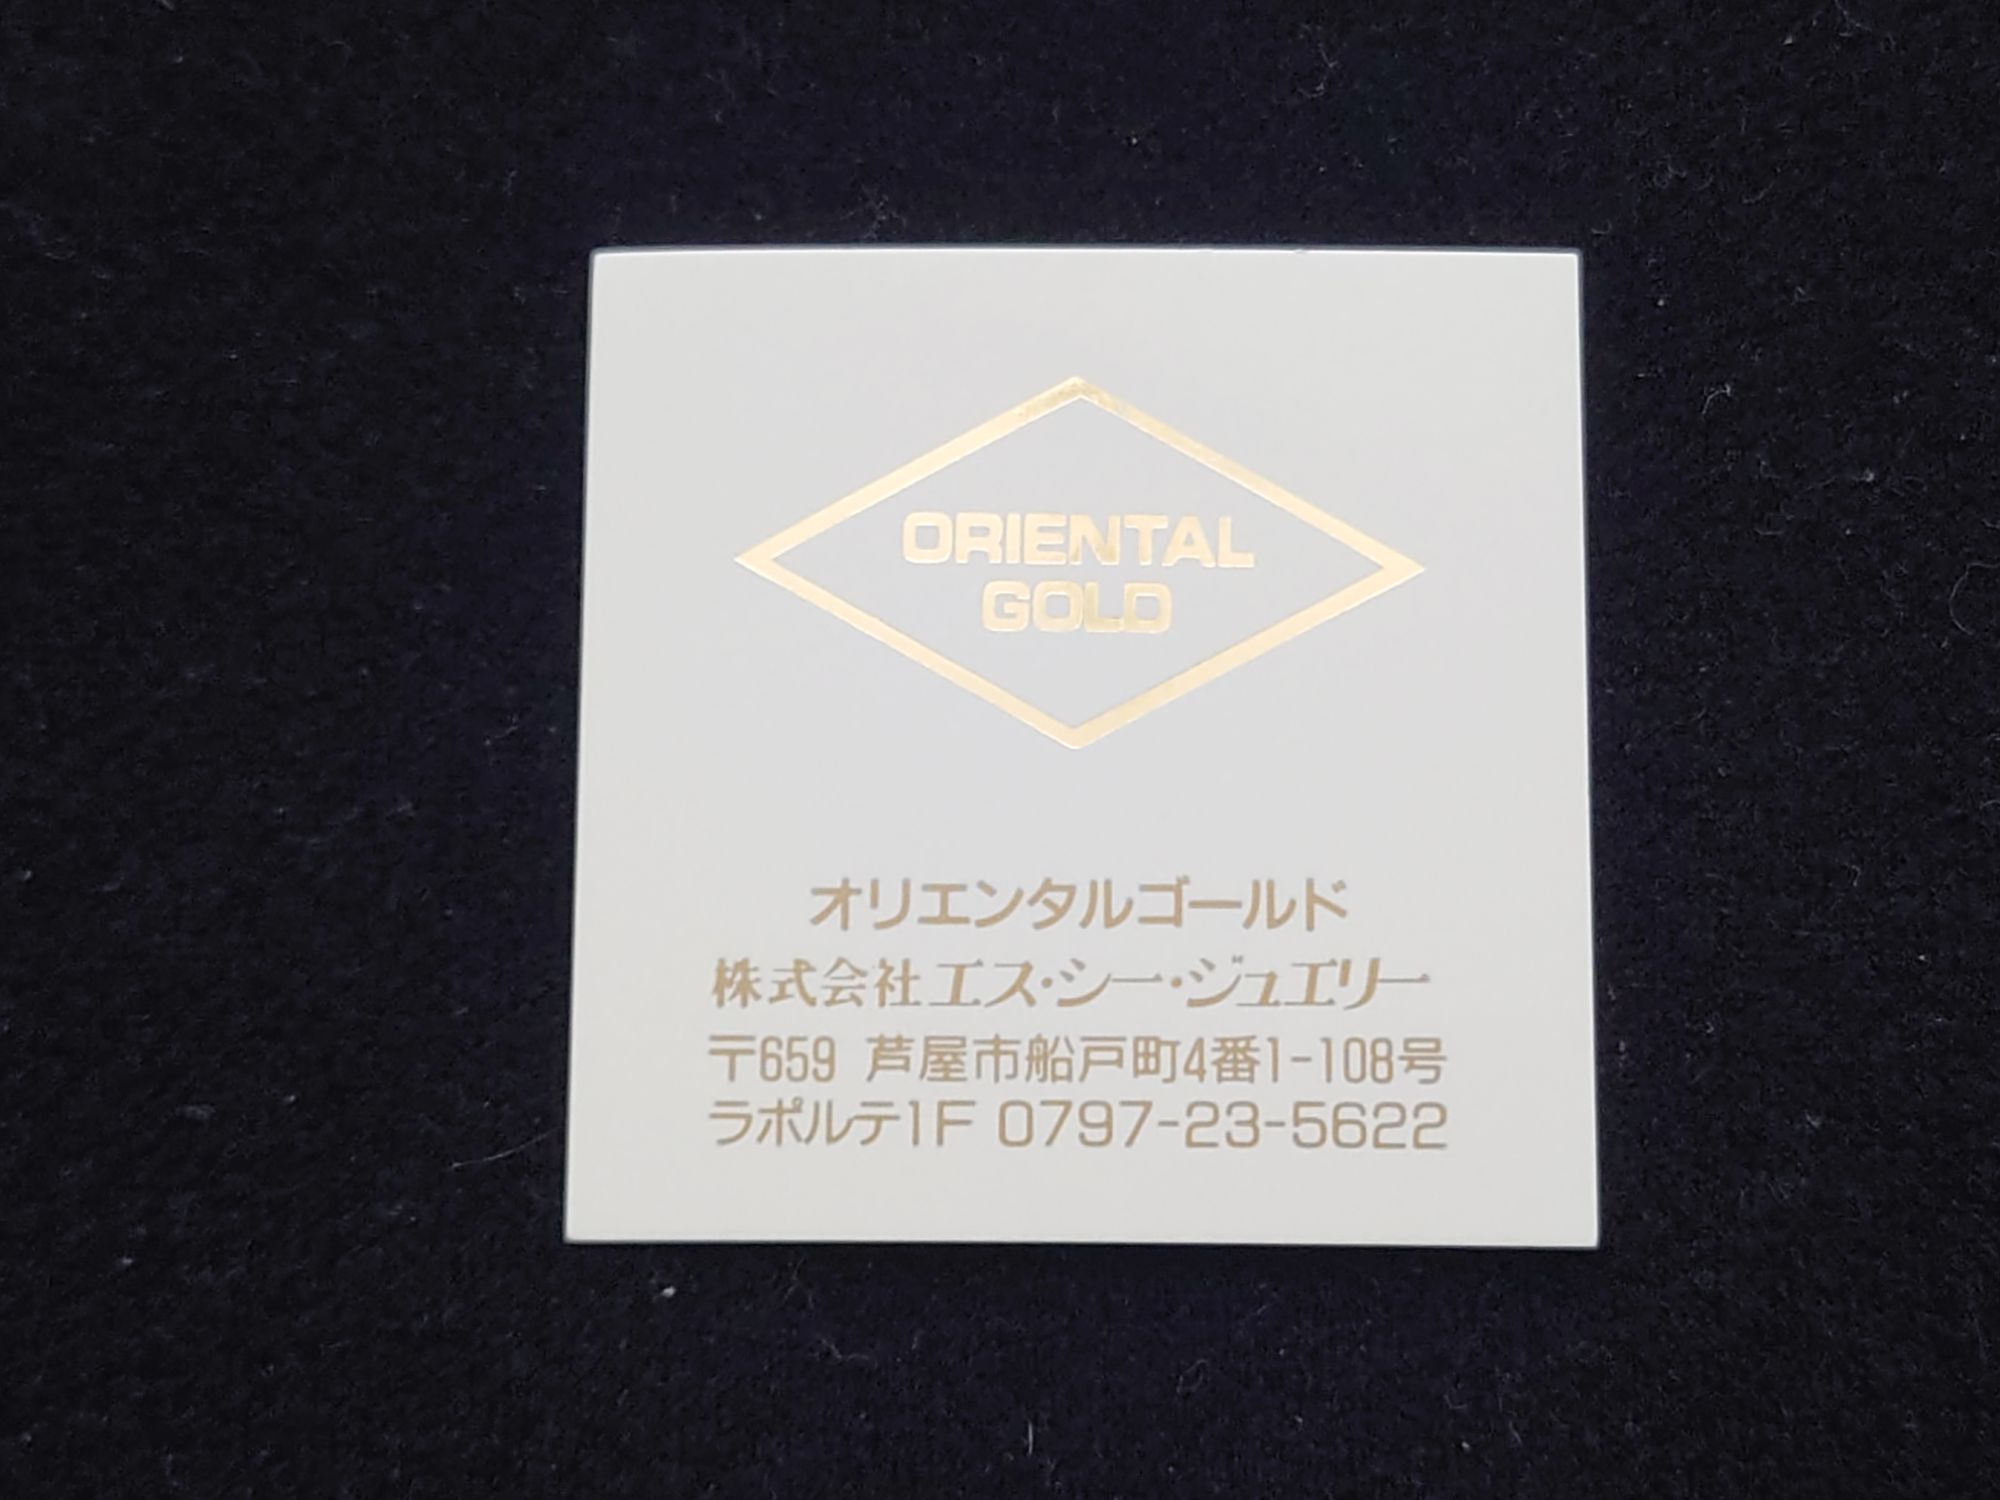 ORIENTAL
GOLD
オリエンタルゴールド
株式会社エス・シー・ジュエリー
〒659 芦屋市船戸町4番1-108号
ラポルテ1F 0797-23-5622